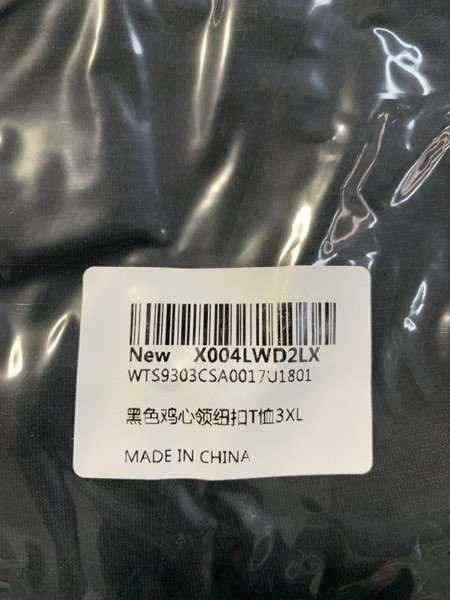 New X004LWD2LX
WTS9303CSA0017U1801
黑色鸡心领纽扣T恤3XL
MADE IN CHINA